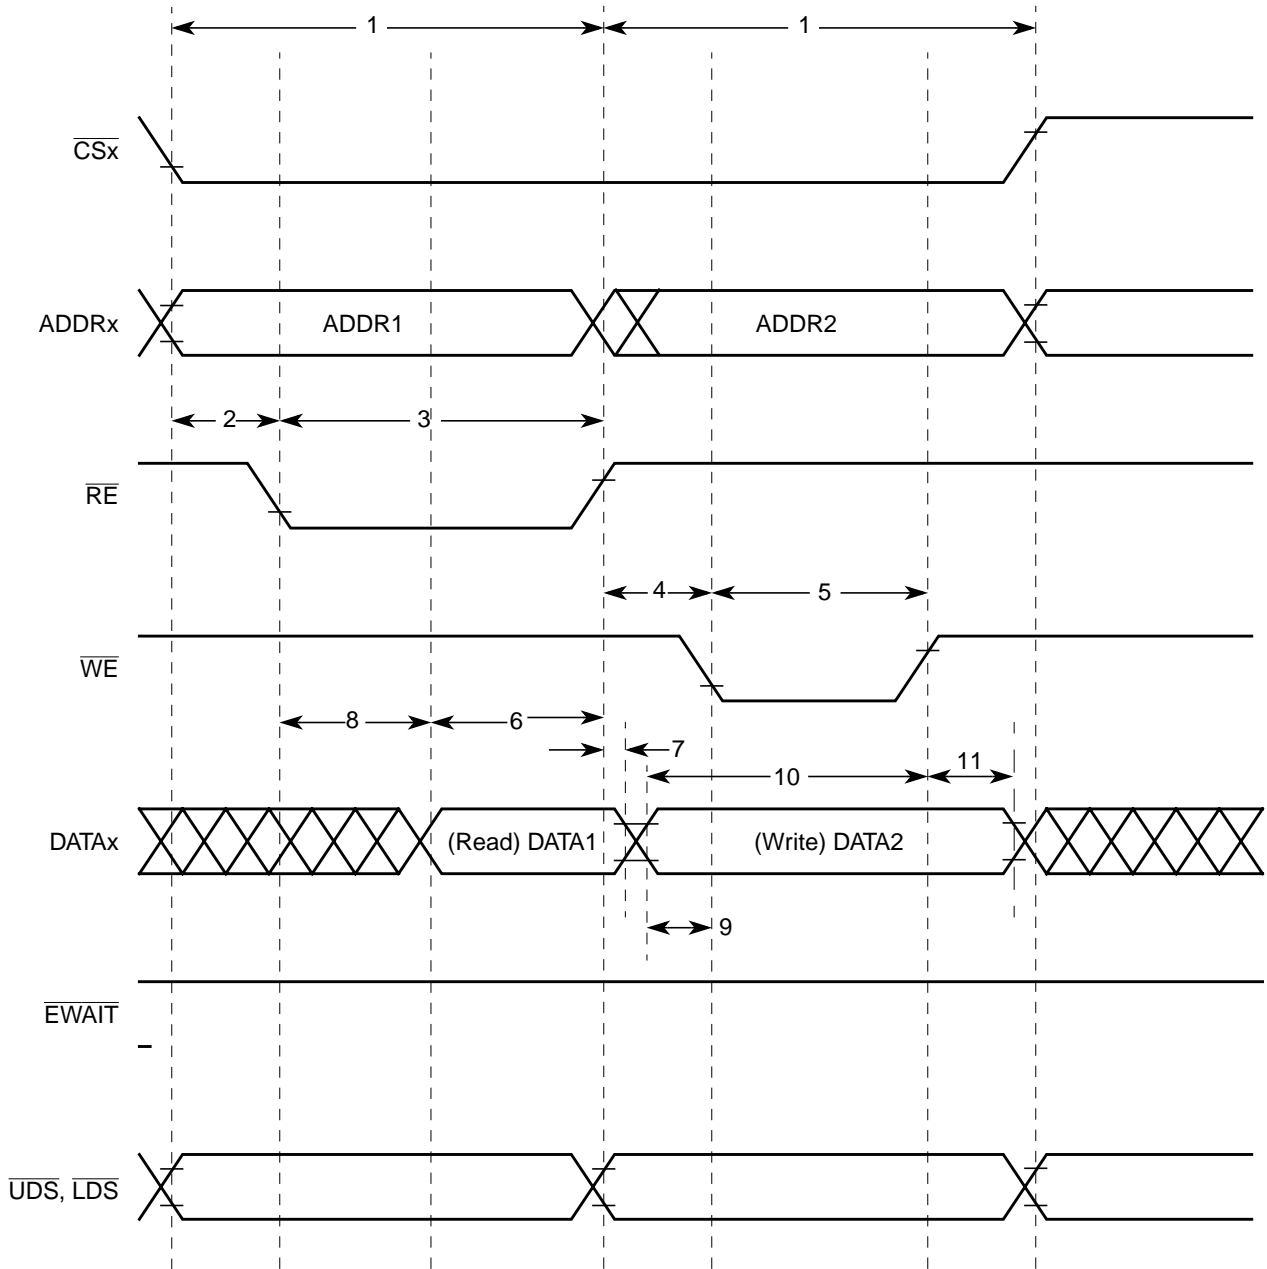 1 1
CSx
ADDRx ADDR1 ADDR2
2 3
RE
4 5
WE
8 6
7
10 11
DATAx (Read) DATA1 (Write) DATA2
9
EWAIT
UDS, LDS